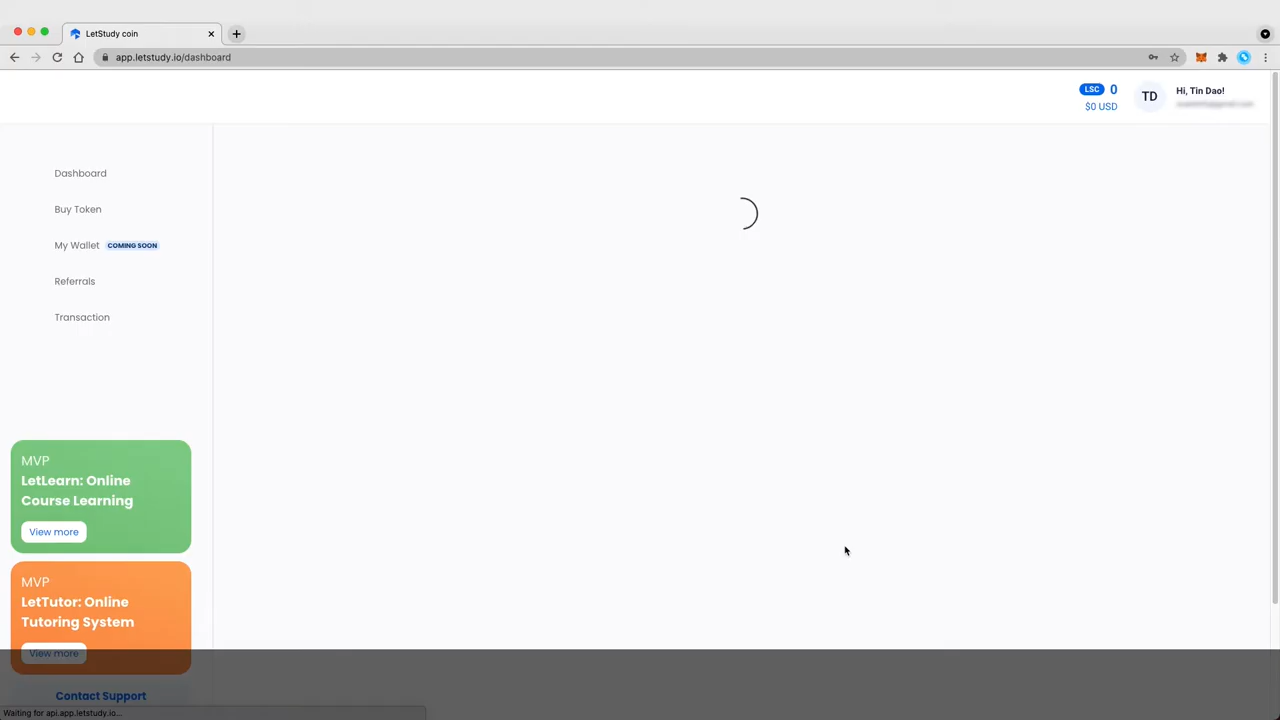 LetStudy coin
app.letstudy.io/dashboard
LSC 0
$0 USD
TD
Hi, Tin Dao!
Dashboard
Buy Token
My Wallet COMING SOON
Referrals
Transaction
MVP
LetLearn: Online
Course Learning
View more
MVP
LetTutor: Online
Tutoring System
View more
Contact Support
Waiting for api.app.letstudy.io...